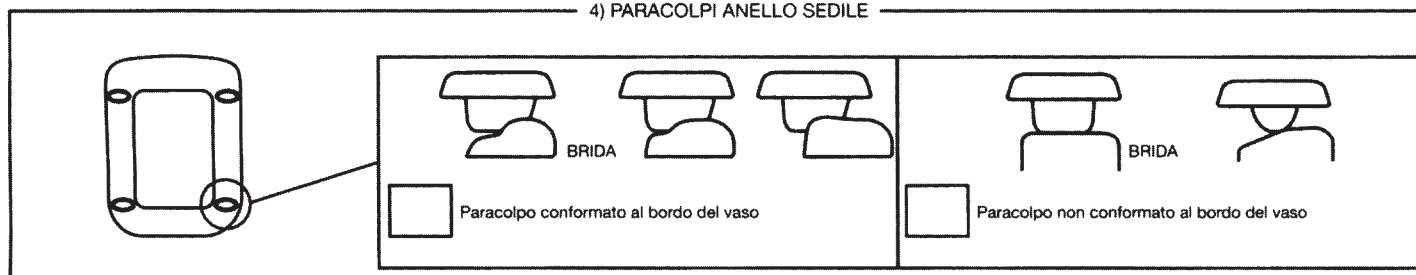 4) PARACOLPI ANELLO SEDILE
BRIDA
BRIDA
Paracolpo conformato al bordo del vaso
Paracolpo non conformato al bordo del vaso